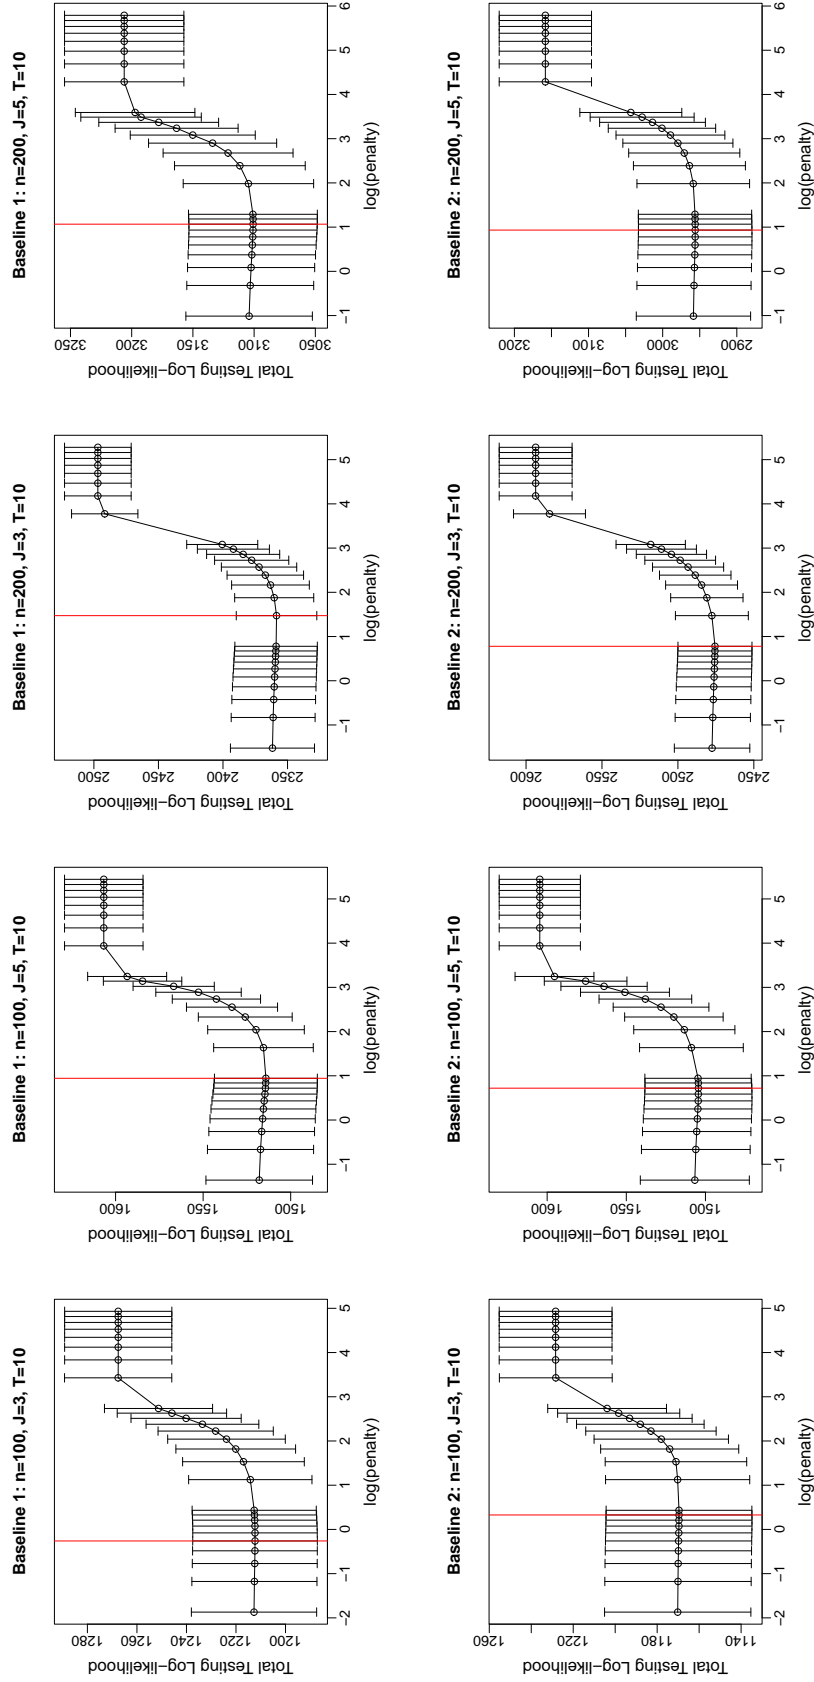 Baseline 1: n=100, J=3, T=10
Total Testing Log−likelihood
1280
1260
1240
1220
1200
−2 −1 0 1 2 3 4 5
log(penalty)
Baseline 1: n=100, J=5, T=10
Total Testing Log−likelihood
1600
1550
1500
−1 0 1 2 3 4 5
log(penalty)
Baseline 1: n=200, J=3, T=10
Total Testing Log−likelihood
2500
2450
2400
2350
−1 0 1 2 3 4 5
log(penalty)
Baseline 1: n=200, J=5, T=10
Total Testing Log−likelihood
3250
3200
3150
3100
3050
−1 0 1 2 3 4 5 6
log(penalty)
Baseline 2: n=100, J=3, T=10
Total Testing Log−likelihood
1260
1220
1180
1140
−2 −1 0 1 2 3 4 5
log(penalty)
Baseline 2: n=100, J=5, T=10
Total Testing Log−likelihood
1600
1550
1500
−1 0 1 2 3 4 5
log(penalty)
Baseline 2: n=200, J=3, T=10
Total Testing Log−likelihood
2600
2550
2500
2450
−1 0 1 2 3 4 5
log(penalty)
Baseline 2: n=200, J=5, T=10
Total Testing Log−likelihood
3200
3100
3000
2900
−1 0 1 2 3 4 5 6
log(penalty)